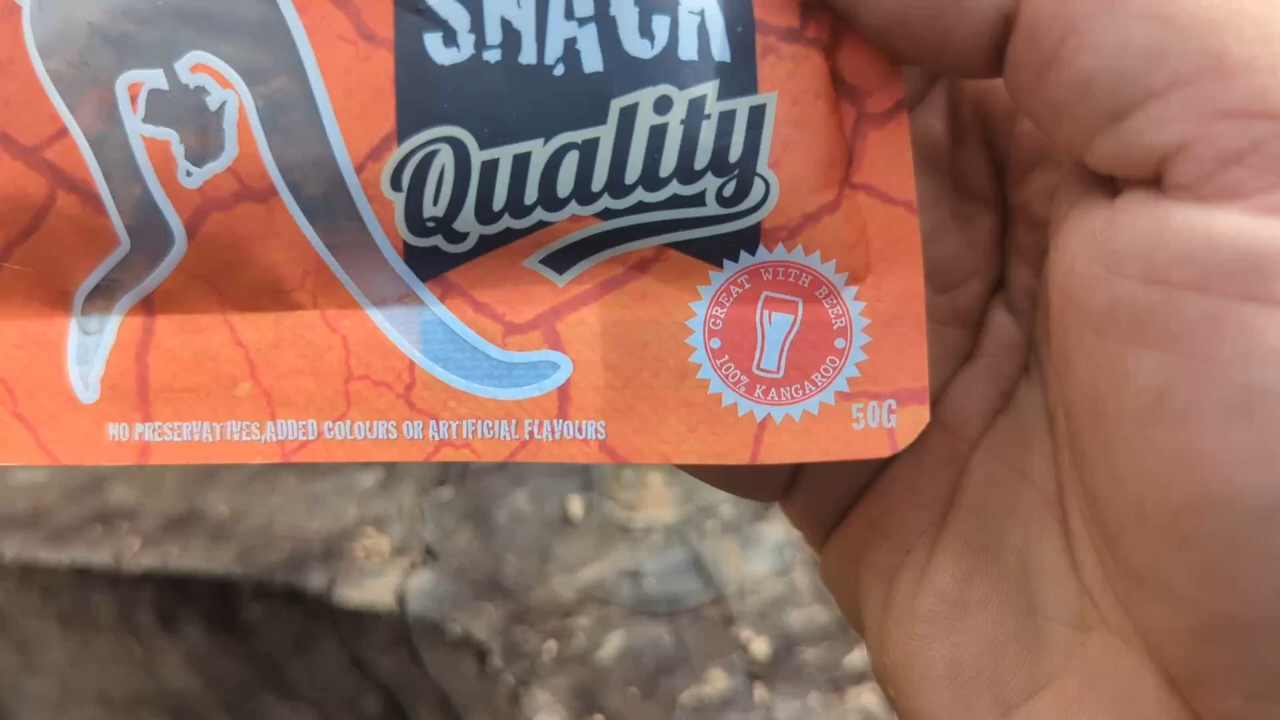 SNACK
Quality
GREAT WITH BEER
100% KANGAROO
50G
NO PRESERVATIVES,ADDED COLOURS OR ARTIFICIAL FLAVOURS